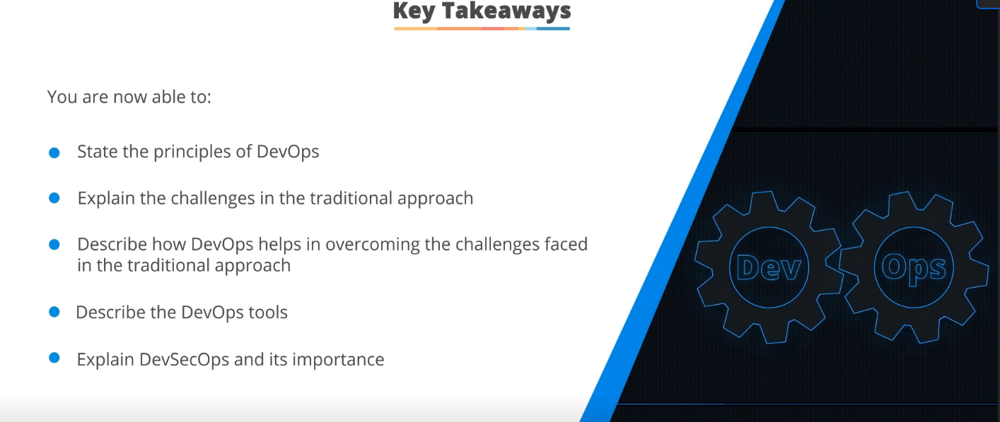 Key Takeaways
You are now able to:
State the principles of DevOps
Explain the challenges in the traditional approach
Describe how DevOps helps in overcoming the challenges faced
in the traditional approach
Describe the DevOps tools
Explain DevSecOps and its importance
Dev
Ops